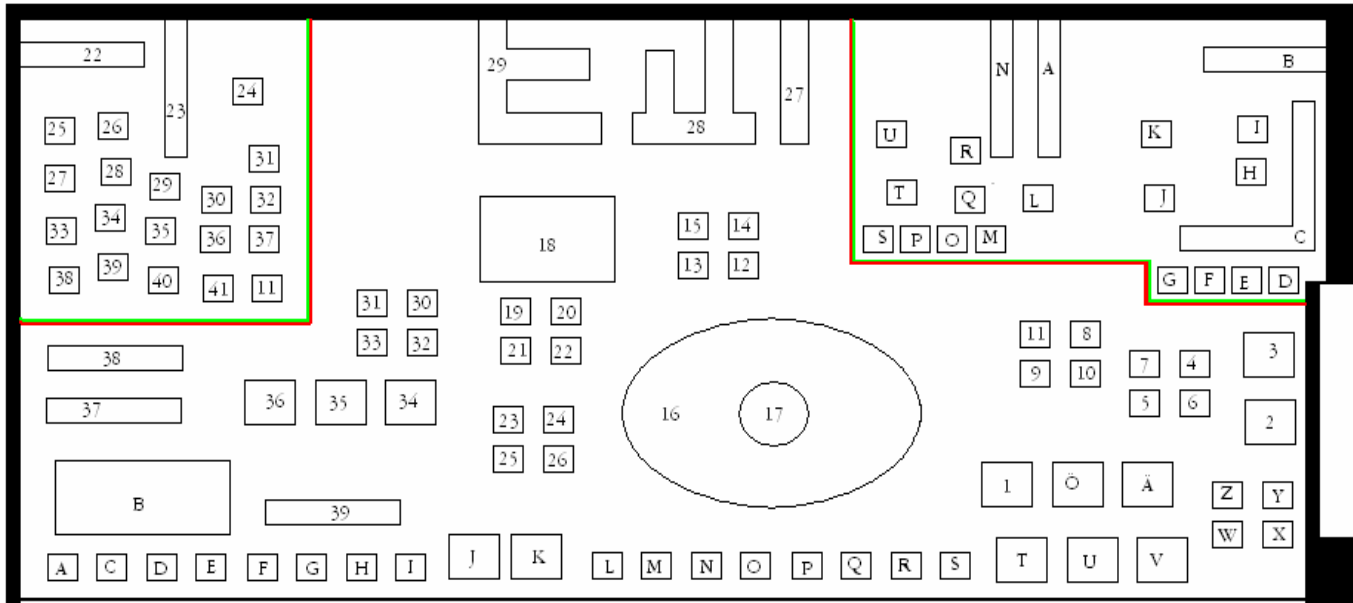 22
23
24
25
26
27
28
29
30
31
32
33
34
35
36
37
38
39
40
41
11
29
28
27
18
15
14
13
12
31
30
33
32
19
20
21
22
23
24
25
26
16
17
38
37
36
35
34
B
39
A C D E F G H I J K L M N O P Q R S T U V
N
A
B
U
R
K
I
H
T
Q
L
J
S P O M
C
G F E D
11
8
9
10
7
4
5
6
3
2
1
Ö
Ä
Z
Y
W
X